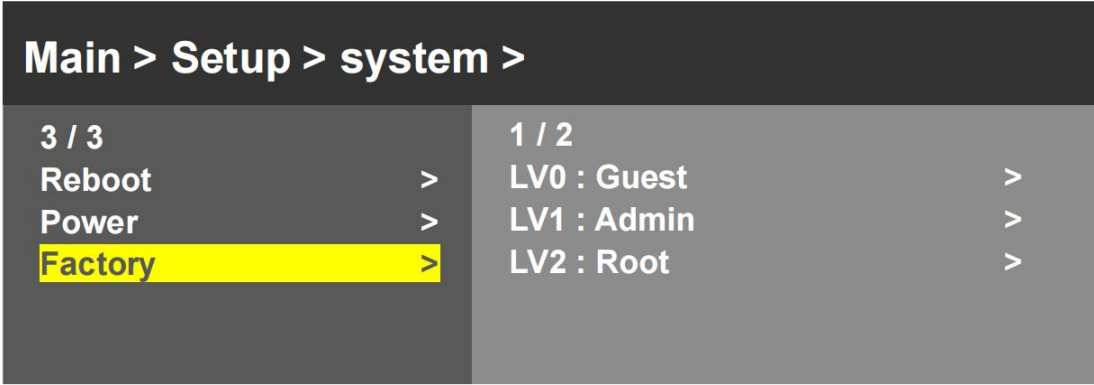 Main > Setup > system >
3 / 3
Reboot >
Power >
Factory >
1 / 2
LV0 : Guest >
LV1 : Admin >
LV2 : Root >